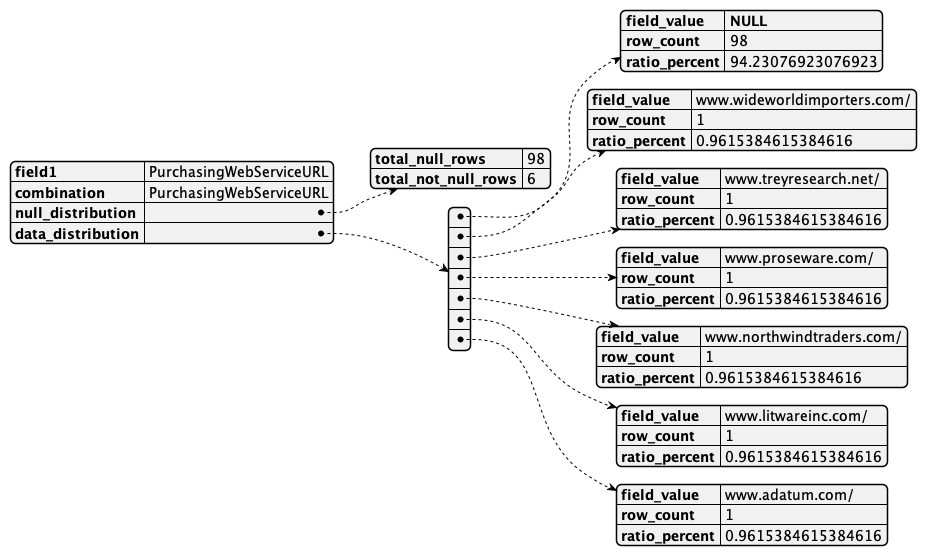 field1 PurchasingWebServiceURL
combination PurchasingWebServiceURL
null_distribution
data_distribution
total_null_rows 98
total_not_null_rows 6
field_value NULL
row_count 98
ratio_percent 94.23076923076923
field_value www.wideworldimporters.com/
row_count 1
ratio_percent 0.9615384615384616
field_value www.treyresearch.net/
row_count 1
ratio_percent 0.9615384615384616
field_value www.proseware.com/
row_count 1
ratio_percent 0.9615384615384616
field_value www.northwindtraders.com/
row_count 1
ratio_percent 0.9615384615384616
field_value www.litwareinc.com/
row_count 1
ratio_percent 0.9615384615384616
field_value www.adatum.com/
row_count 1
ratio_percent 0.9615384615384616